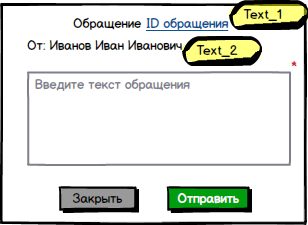 Обращение ID обращения Text_1
От: Иванов Иван Иванович Text_2
*
Введите текст обращения
Закрыть Отправить